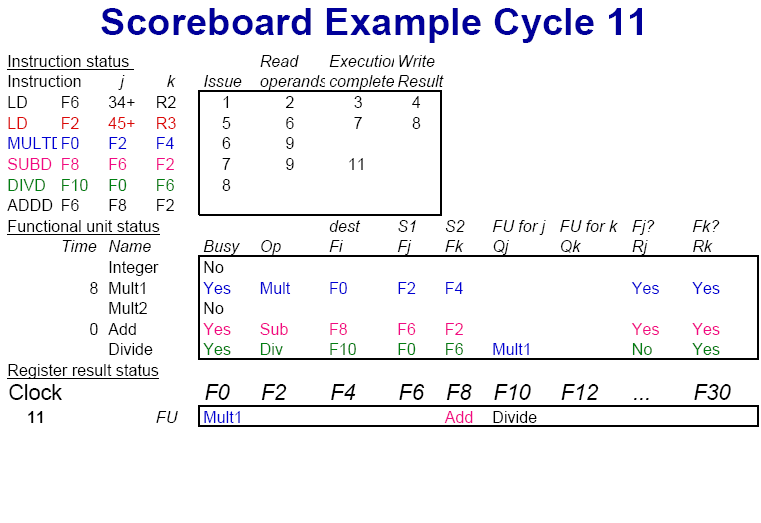 Scoreboard Example Cycle 11
Instruction status Read Execution Write
Instruction j k Issue operands complete Result
LD F6 34+ R2 1 2 3 4
LD F2 45+ R3 5 6 7 8
MULTD F0 F2 F4 6 9
SUBD F8 F6 F2 7 9 11
DIVD F10 F0 F6 8
ADDD F6 F8 F2
Functional unit status dest S1 S2 FU for j FU for k Fj? Fk?
Time Name Busy Op Fi Fj Fk Qj Qk Rj Rk
Integer No
8 Mult1 Yes Mult F0 F2 F4 Yes Yes
Mult2 No
0 Add Yes Sub F8 F6 F2 Yes Yes
Divide Yes Div F10 F0 F6 Mult1 No Yes
Register result status
Clock F0 F2 F4 F6 F8 F10 F12 ... F30
11 FU Mult1 Add Divide